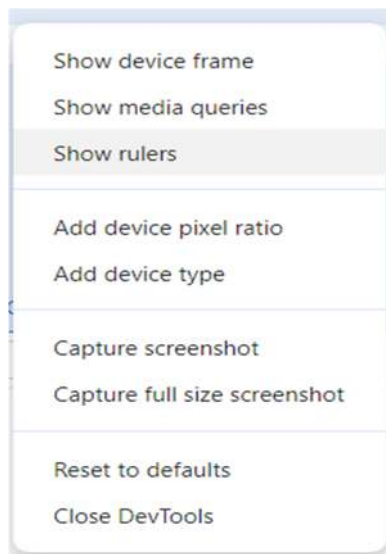 Show device frame
Show media queries
Show rulers
Add device pixel ratio
Add device type
Capture screenshot
Capture full size screenshot
Reset to defaults
Close DevTools